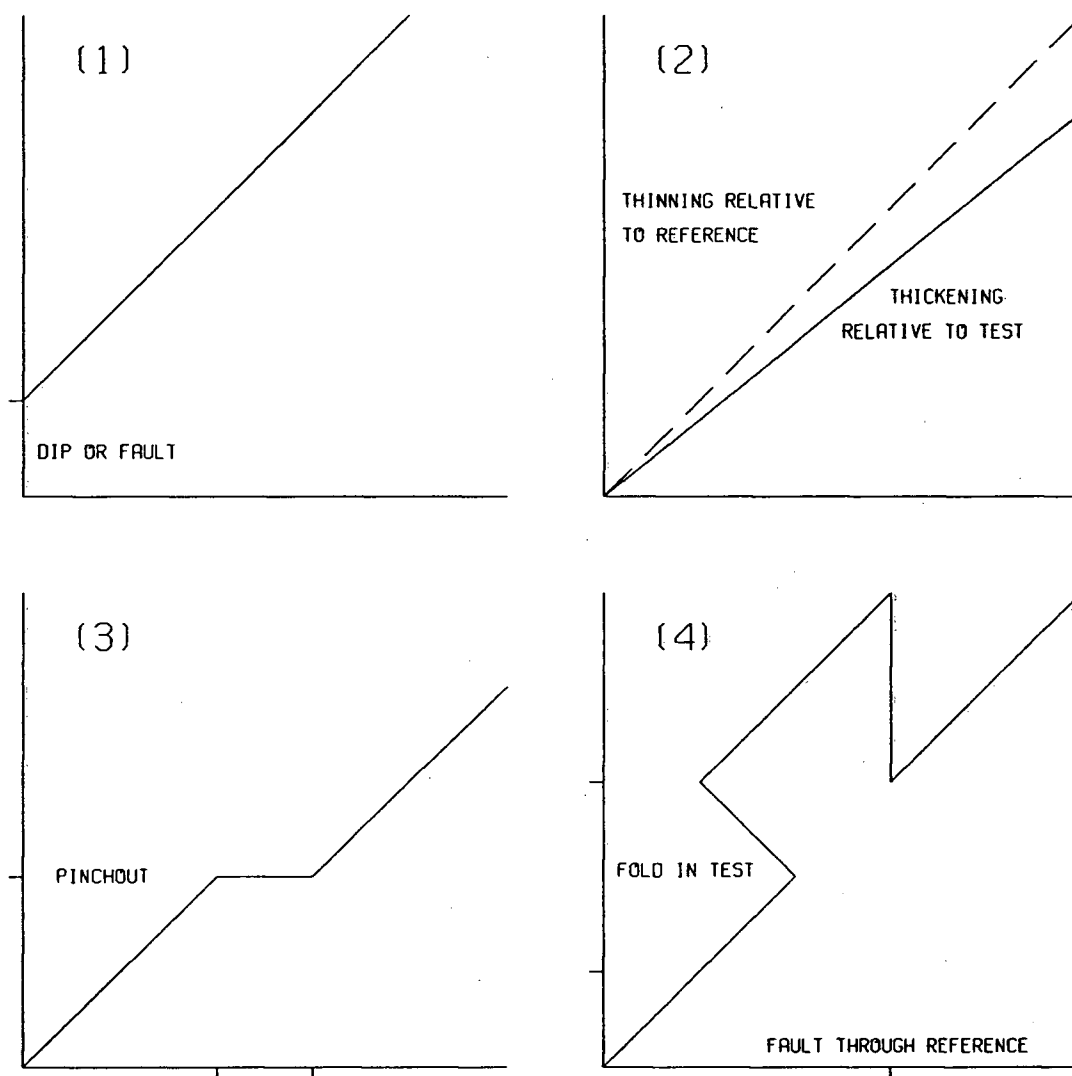 (1)
DIP OR FAULT
(2)
THINNING RELATIVE
TO REFERENCE
THICKENING
RELATIVE TO TEST
(3)
PINCHOUT
(4)
FOLD IN TEST
FAULT THROUGH REFERENCE